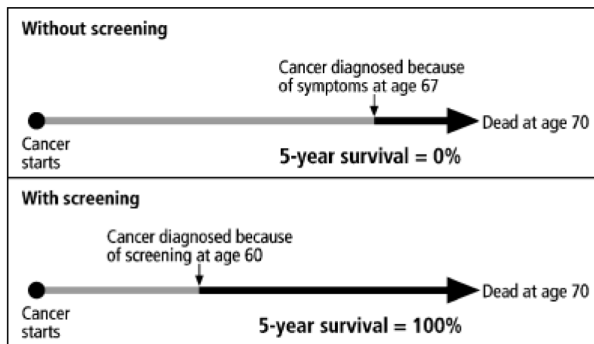 Without screening
Cancer diagnosed because
of symptoms at age 67
Dead at age 70
Cancer
starts
5-year survival = 0%
With screening
Cancer diagnosed because
of screening at age 60
Dead at age 70
Cancer
starts
5-year survival = 100%